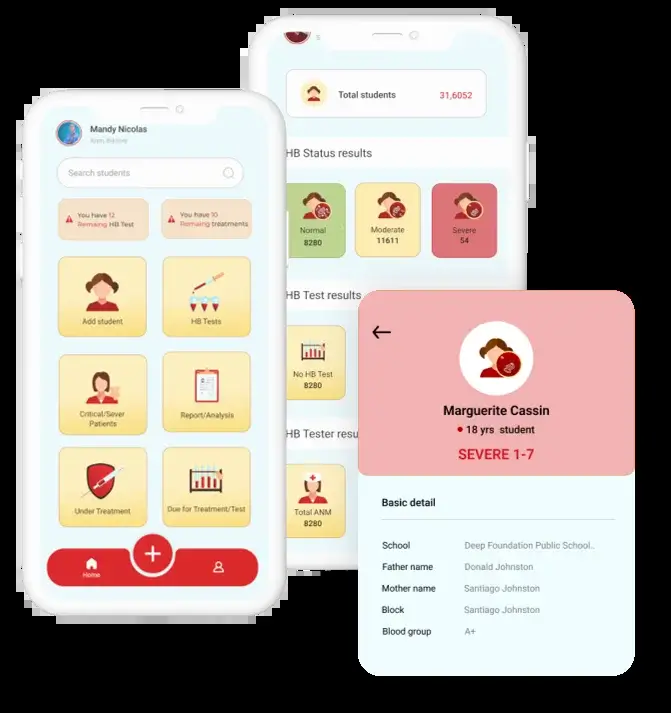 Mandy Nicolas
Search students
You have 12
Remaing HB Test
You have 10
Remaing treatments
Add student
HB Tests
Critical/Sever
Patients
Report/Analysis
Under Treatment
Due for Treatment/Test
Home
Total students
31,6052
HB Status results
Normal
8280
Moderate
11611
Severe
54
HB Test results
No HB Test
8280
HB Tester resu
Total ANM
8280
Marguerite Cassin
18 yrs student
SEVERE 1-7
Basic detail
School
Deep Foundation Public School..
Father name
Donald Johnston
Mother name
Santiago Johnston
Block
Santiago Johnston
Blood group
A+